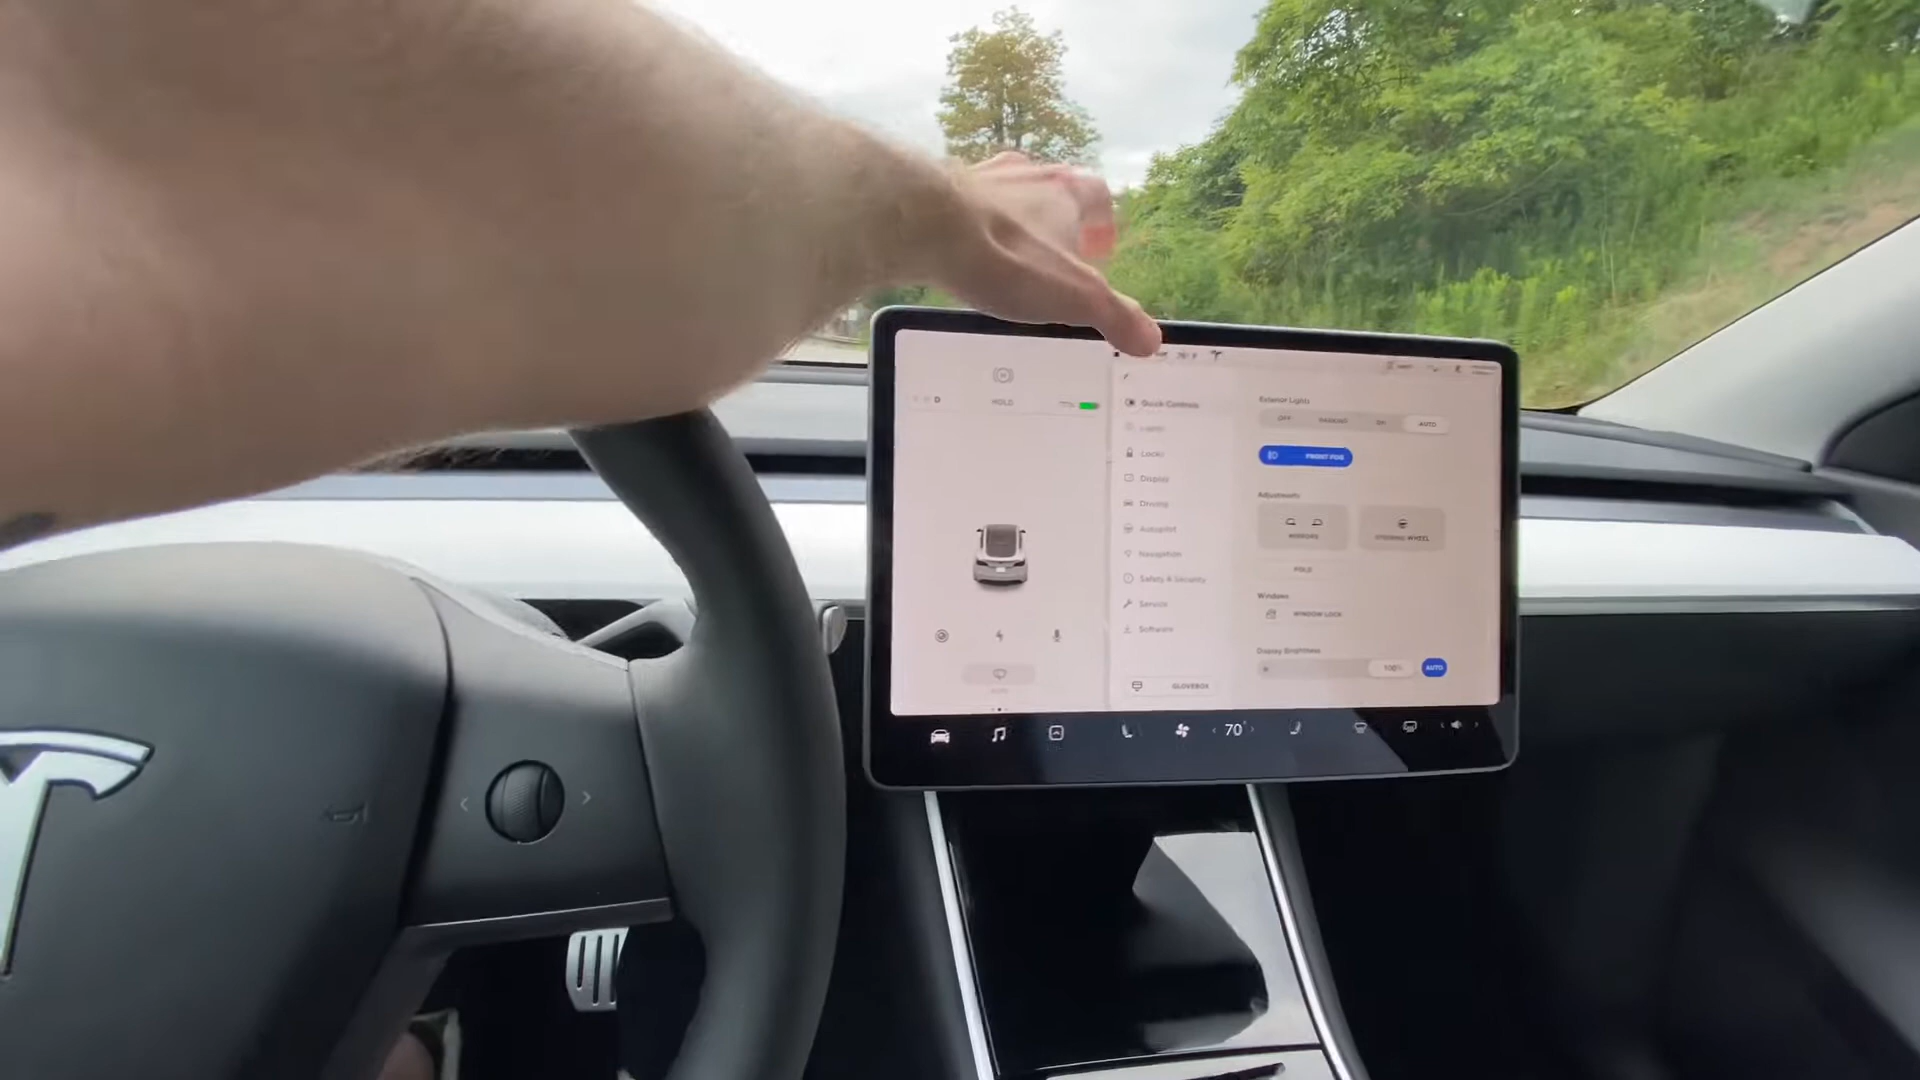 D
HOLD
Quick Controls
Lights
Locks
Display
Driving
Autopilot
Navigation
Safety & Security
Service
Software
GLOVEBOX
Exterior Lights
OFF PARKING ON AUTO
FRONT FOG
Adjustments
MIRRORS STEERING WHEEL
FOLD
Windows
WINDOW LOCK
Display Brightness
100% AUTO
70